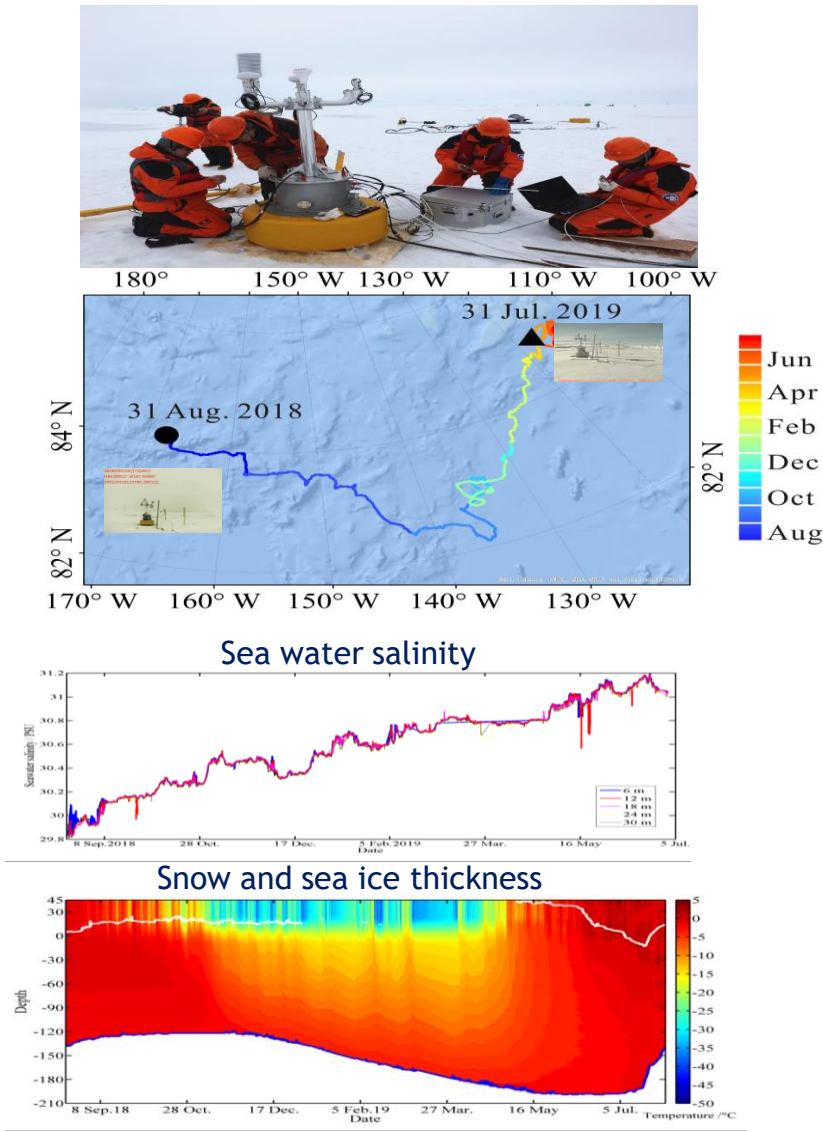 180° 150° W 130° W 110° W 100° W
31 Jul. 2019
31 Aug. 2018
84° N
82° N
82° N
170° W 160° W 150° W 140° W 130° W
Jun
Apr
Feb
Dec
Oct
Aug
Sea water salinity
Seawater salinity PSU
31.2
31
30.8
30.6
30.4
30.2
30
29.8
6 m
12 m
18 m
24 m
30 m
8 Sep.2018 28 Oct. 17 Dec. 5 Feb.2019 27 Mar. 16 May 5 Jul.
Date
Snow and sea ice thickness
Depth
45
30
0
-30
-60
-90
-120
-150
-180
-210
8 Sep.18 28 Oct. 17 Dec. 5 Feb.19 27 Mar. 16 May 5 Jul.
Date
5
0
-5
-10
-15
-20
-25
-30
-35
-40
-45
-50
Temperature /°C